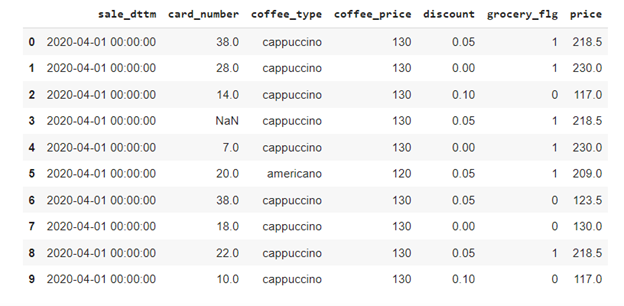 sale_dttm card_number coffee_type coffee_price discount grocery_flg price
0 2020-04-01 00:00:00 38.0 cappuccino 130 0.05 1 218.5
1 2020-04-01 00:00:00 28.0 cappuccino 130 0.00 1 230.0
2 2020-04-01 00:00:00 14.0 cappuccino 130 0.10 0 117.0
3 2020-04-01 00:00:00 NaN cappuccino 130 0.05 1 218.5
4 2020-04-01 00:00:00 7.0 cappuccino 130 0.00 1 230.0
5 2020-04-01 00:00:00 20.0 americano 120 0.05 1 209.0
6 2020-04-01 00:00:00 38.0 cappuccino 130 0.05 0 123.5
7 2020-04-01 00:00:00 18.0 cappuccino 130 0.00 0 130.0
8 2020-04-01 00:00:00 22.0 cappuccino 130 0.05 1 218.5
9 2020-04-01 00:00:00 10.0 cappuccino 130 0.10 0 117.0